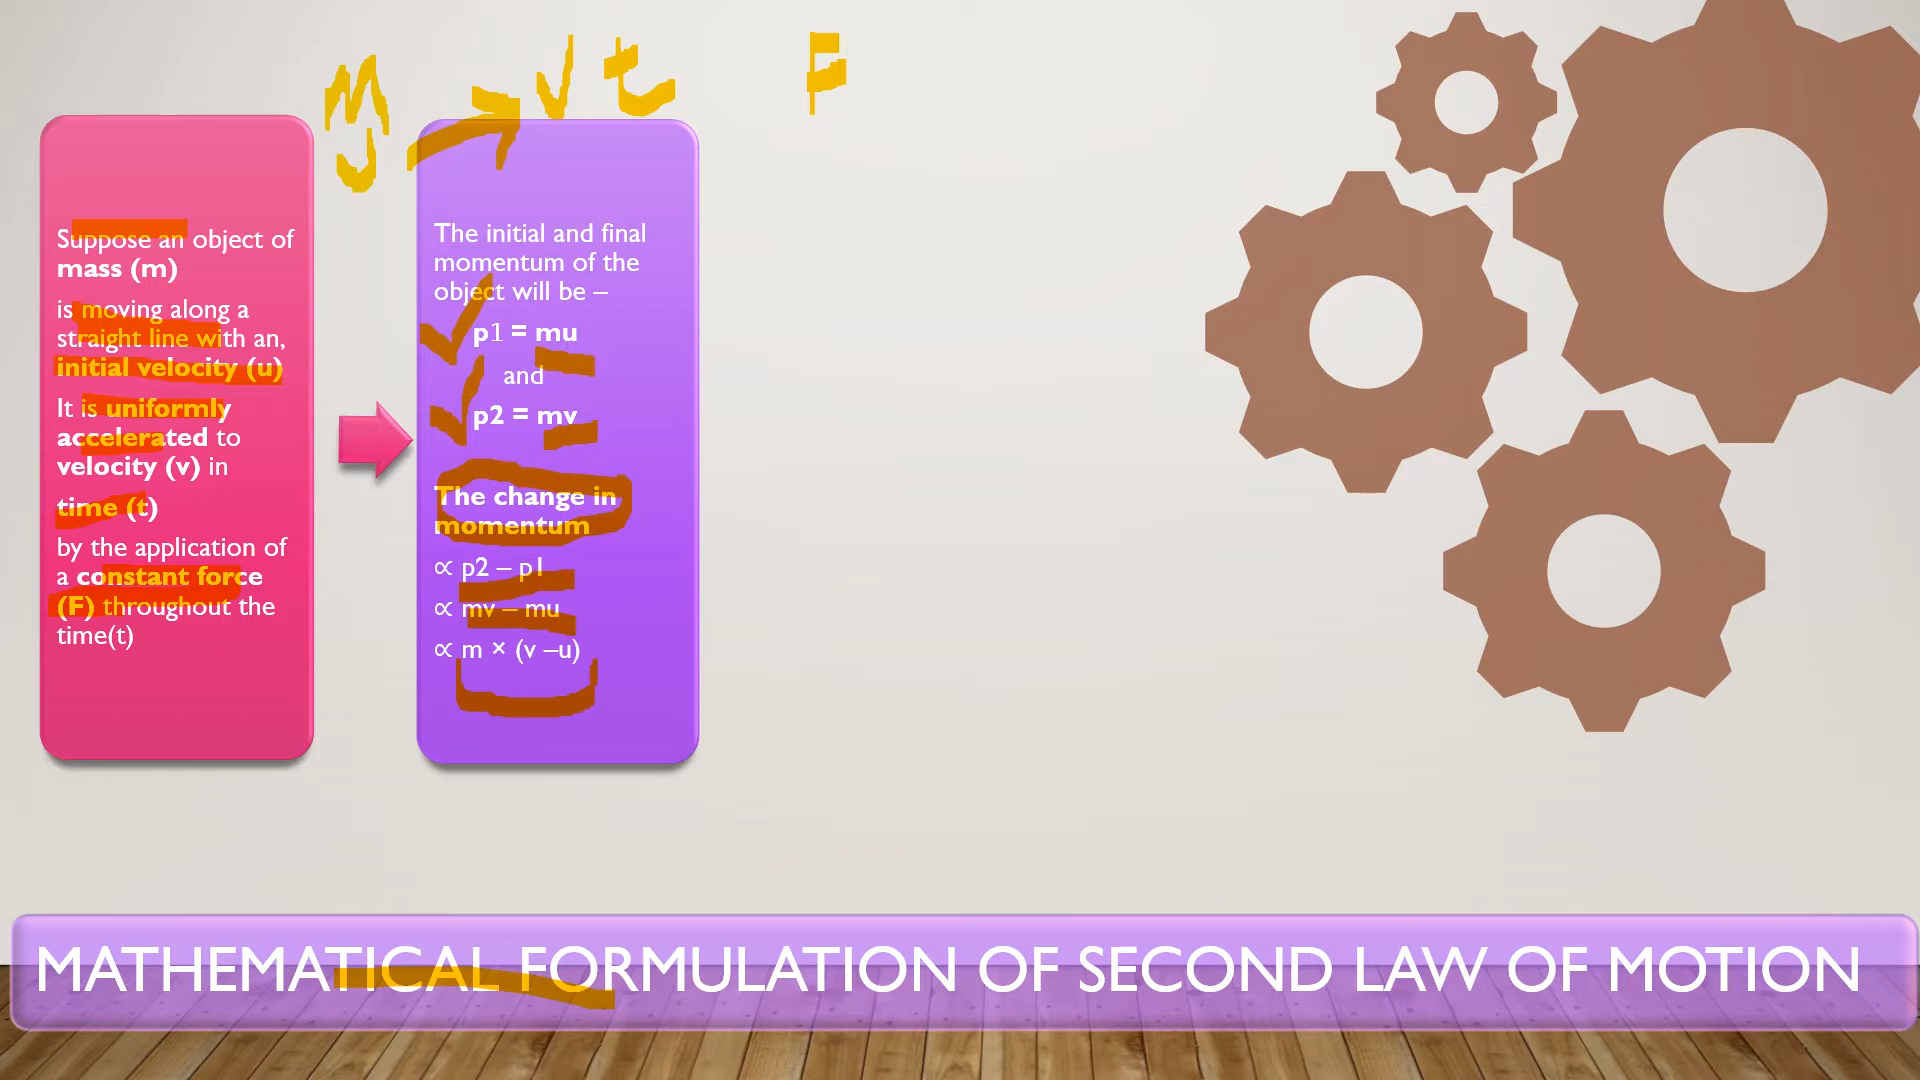 M
u
v t F
Suppose an object of
mass (m)
is moving along a
straight line with an,
initial velocity (u)
It is uniformly
accelerated to
velocity (v) in
time (t)
by the application of
a constant force
(F) throughout the
time(t)
The initial and final
momentum of the
object will be –
p1 = mu
and
p2 = mv
The change in
momentum
∝ p2 – p1
∝ mv – mu
∝ m × (v –u)
MATHEMATICAL FORMULATION OF SECOND LAW OF MOTION